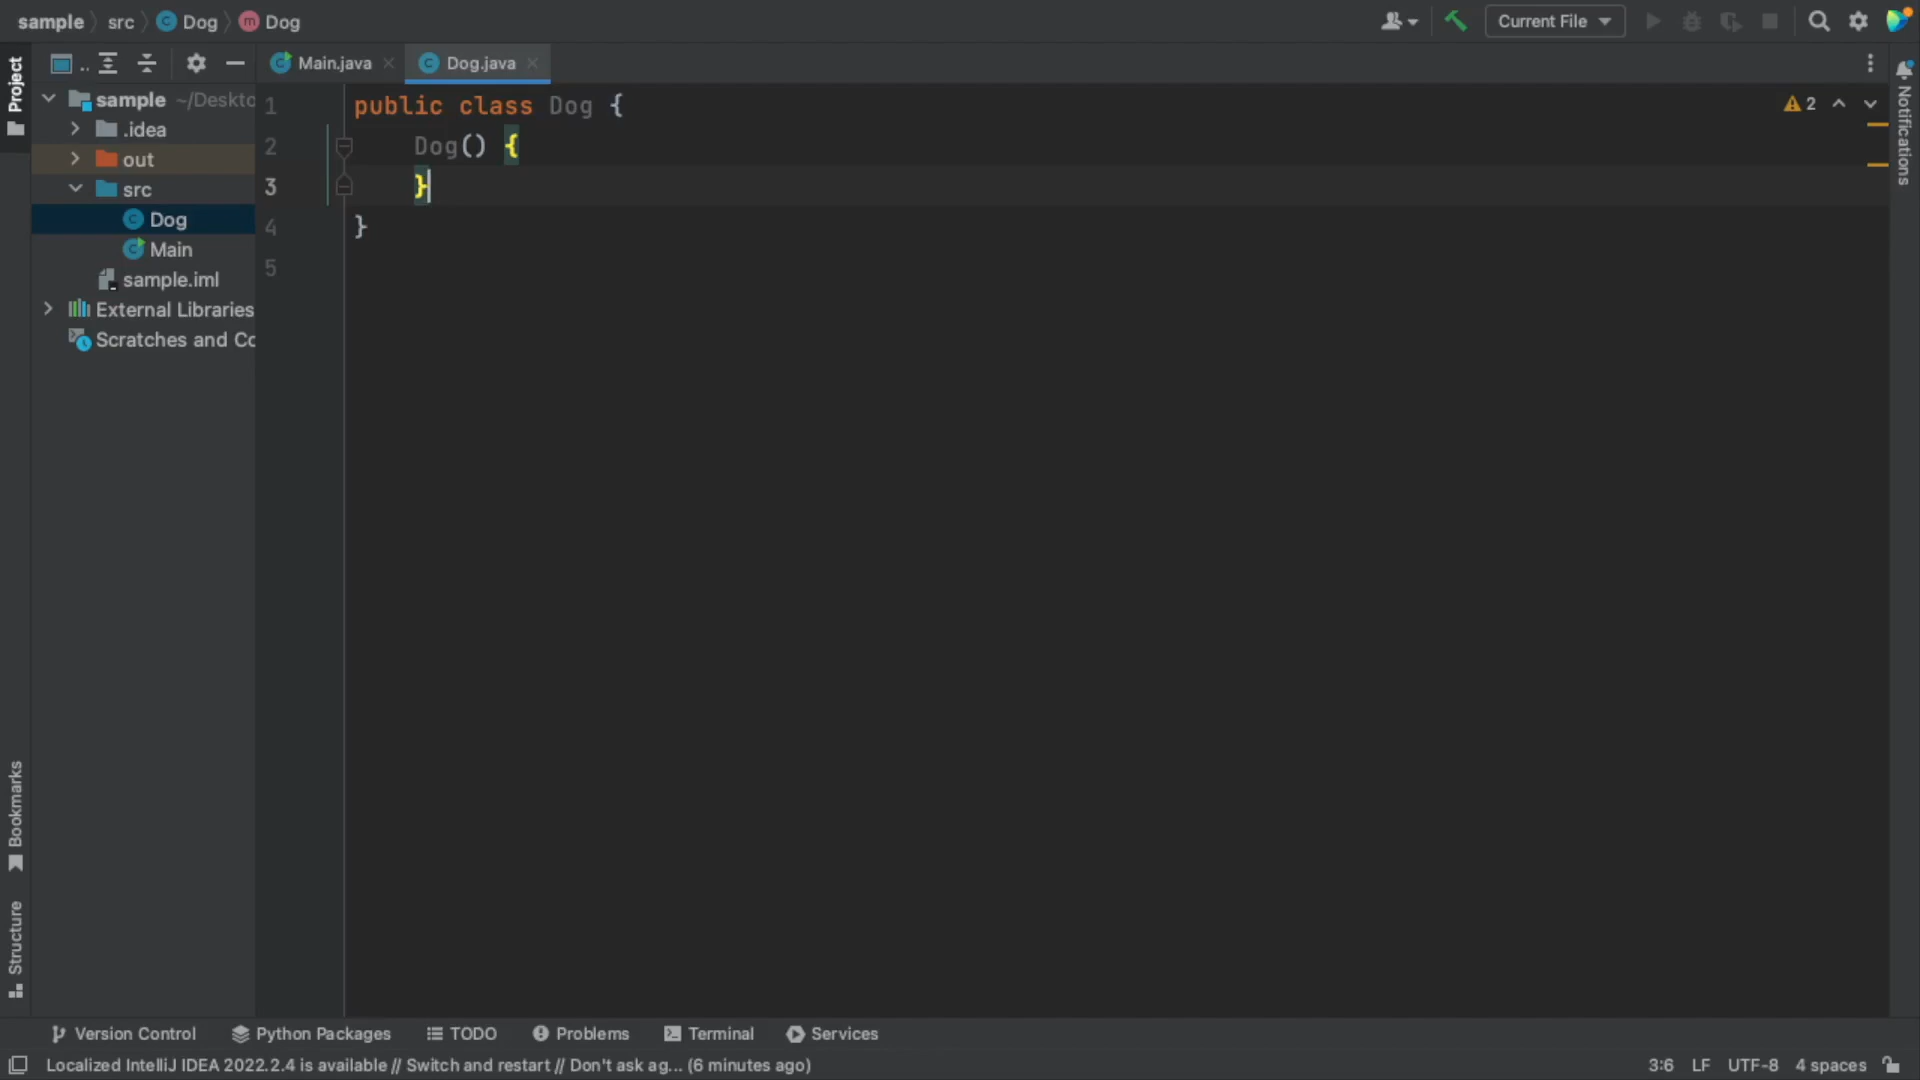 sample src Dog Dog
Current File
Project
..
Main.java
Dog.java
sample ~/Deskto
.idea
out
src
Dog
Main
sample.iml
External Libraries
Scratches and Co
1 public class Dog {
2 Dog() {
3 }
4 }
5
2
Notifications
Bookmarks
Structure
Version Control Python Packages TODO Problems Terminal Services
Localized IntelliJ IDEA 2022.2.4 is available // Switch and restart // Don't ask ag... (6 minutes ago) 3:6 LF UTF-8 4 spaces